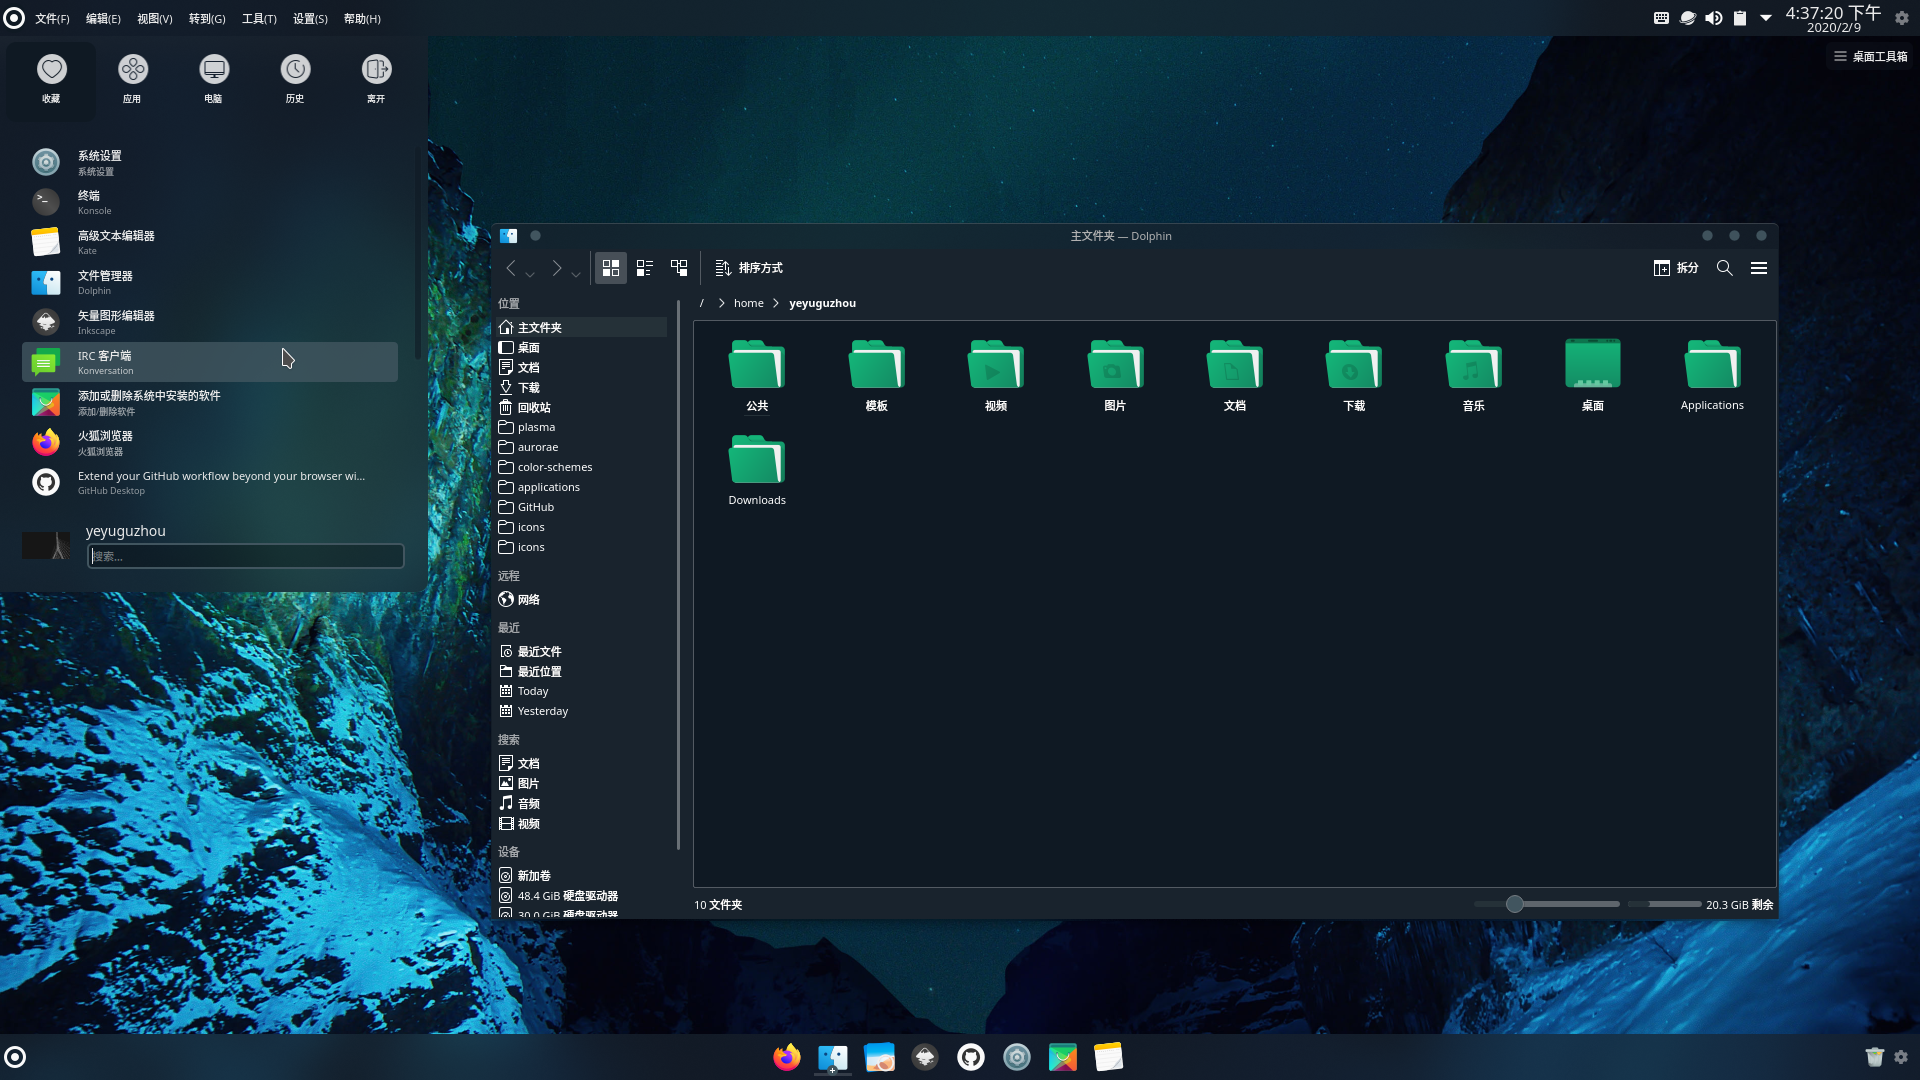 文件(F) 编辑(E) 视图(V) 转到(G) 工具(T) 设置(S) 帮助(H)
4:37:20 下午
2020/2/9
桌面工具箱
收藏 应用 电脑 历史 离开
系统设置
系统设置
终端
Konsole
高级文本编辑器
Kate
文件管理器
Dolphin
矢量图形编辑器
Inkscape
IRC 客户端
Konversation
添加或删除系统中安装的软件
添加/删除软件
火狐浏览器
火狐浏览器
Extend your GitHub workflow beyond your browser wi...
GitHub Desktop
yeyuguzhou
搜索...
主文件夹 — Dolphin
排序方式
拆分
位置
主文件夹
桌面
文档
下载
回收站
plasma
aurorae
color-schemes
applications
GitHub
icons
icons
远程
网络
最近
最近文件
最近位置
Today
Yesterday
搜索
文档
图片
音频
视频
设备
新加卷
48.4 GiB 硬盘驱动器
30.0 GiB 硬盘驱动器
/ > home > yeyuguzhou
公共 模板 视频 图片 文档 下载 音乐 桌面 Applications
Downloads
10 文件夹
20.3 GiB 剩余